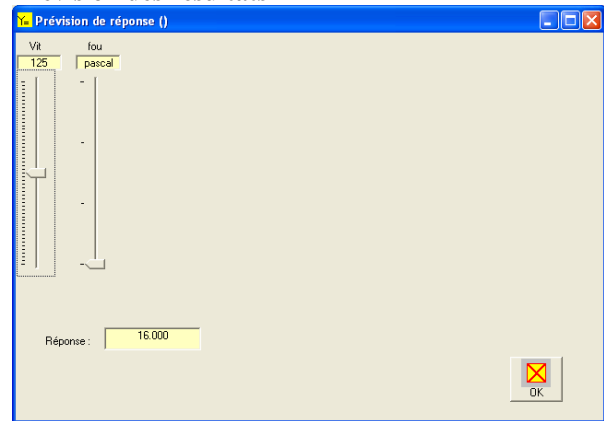 Prévision de réponse ()
Vit fou
125 pascal
Réponse : 16.000
OK